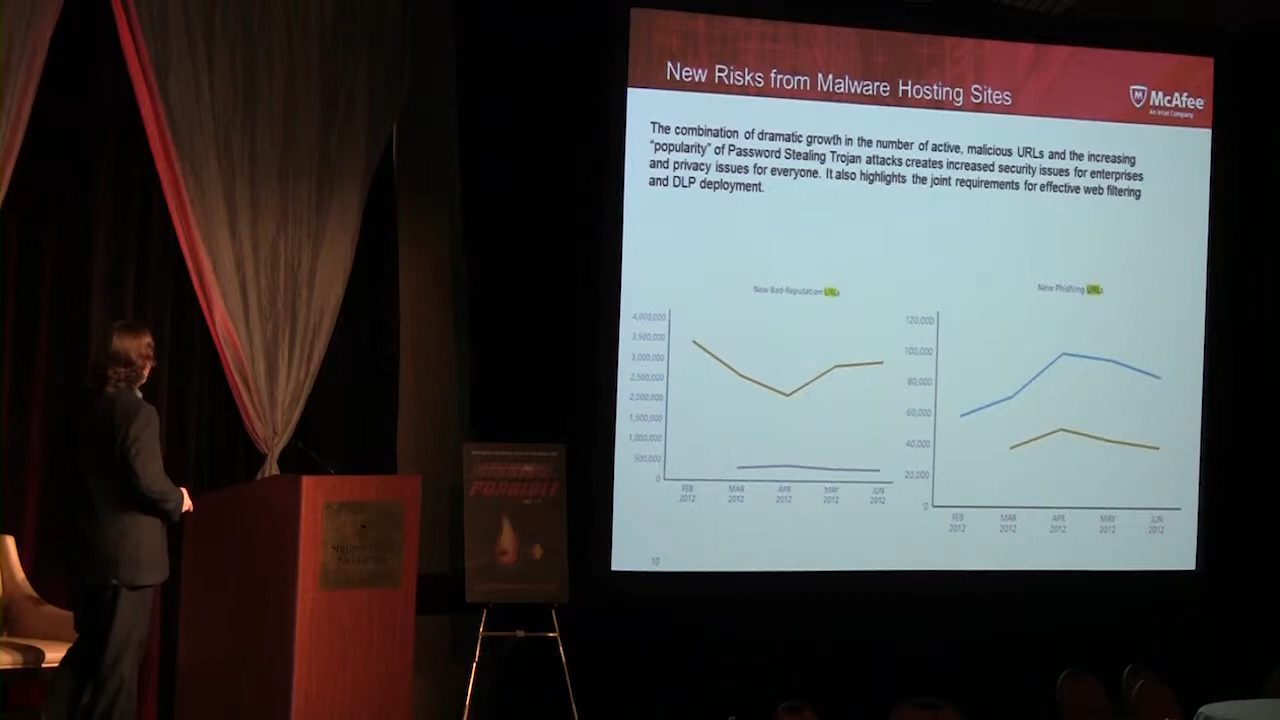 New Risks from Malware Hosting Sites
McAfee
An Intel Company
The combination of dramatic growth in the number of active, malicious URLs and the increasing
“popularity” of Password Stealing Trojan attacks creates increased security issues for enterprises
and privacy issues for everyone. It also highlights the joint requirements for effective web filtering
and DLP deployment.
New Bad-Reputation URLs
4,000,000
3,500,000
3,000,000
2,500,000
2,000,000
1,500,000
1,000,000
500,000
0
FEB MAR APR MAY JUN
2012 2012 2012 2012 2012
New Phishing URLs
120,000
100,000
80,000
60,000
40,000
20,000
0
FEB MAR APR MAY JUN
2012 2012 2012 2012 2012
10
POSSIBLE